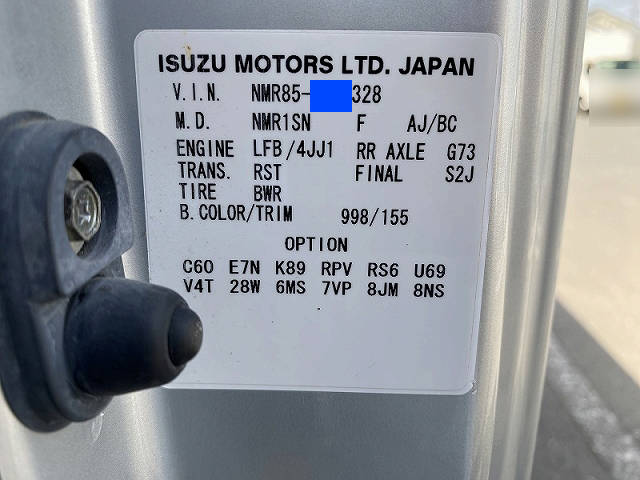 ISUZU MOTORS LTD. JAPAN
V.I.N. NMR85- 328
M.D. NMR1SN F AJ/BC
ENGINE LFB/4JJ1 RR AXLE G73
TRANS. RST FINAL S2J
TIRE BWR
B.COLOR/TRIM 998/155
OPTION
C60 E7N K89 RPV RS6 U69
V4T 28W 6MS 7VP 8JM 8NS